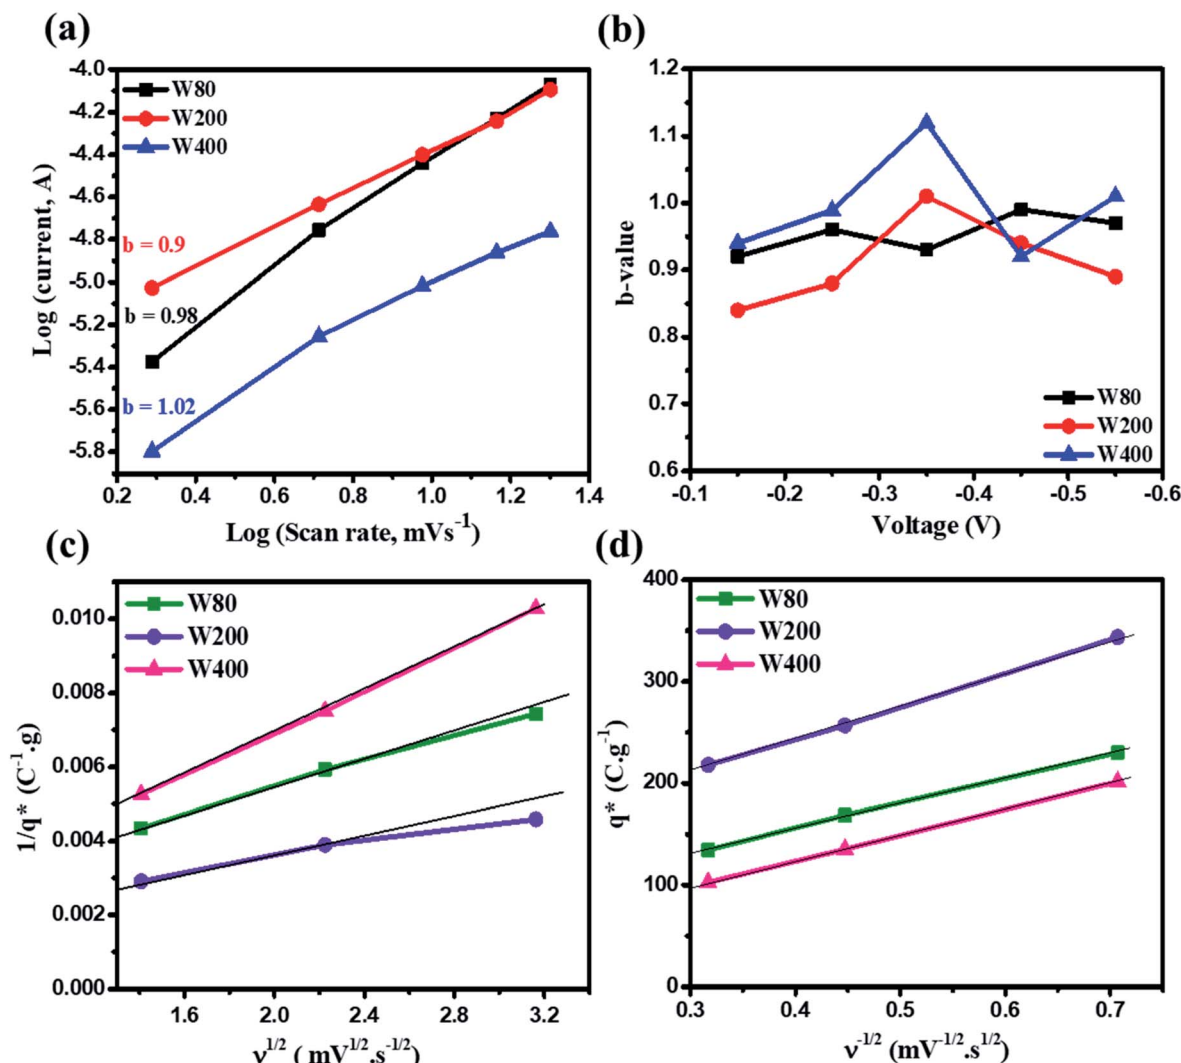 (a)
-4.0
-4.2
-4.4
-4.6
-4.8
-5.0
-5.2
-5.4
-5.6
-5.8
Log (current, A)
W80
W200
W400
b = 0.9
b = 0.98
b = 1.02
0.2 0.4 0.6 0.8 1.0 1.2 1.4
Log (Scan rate, mVs⁻¹)
(b)
1.2
1.1
1.0
0.9
0.8
0.7
0.6
b-value
W80
W200
W400
-0.1 -0.2 -0.3 -0.4 -0.5 -0.6
Voltage (V)
(c)
0.010
0.008
0.006
0.004
0.002
0.000
1/q* (C⁻¹.g)
W80
W200
W400
1.6 2.0 2.4 2.8 3.2
ν¹/² ( mV¹/².s⁻¹/²)
(d)
400
300
200
100
0
q* (C.g⁻¹)
W80
W200
W400
0.3 0.4 0.5 0.6 0.7
ν⁻¹/² (mV⁻¹/².s¹/²)